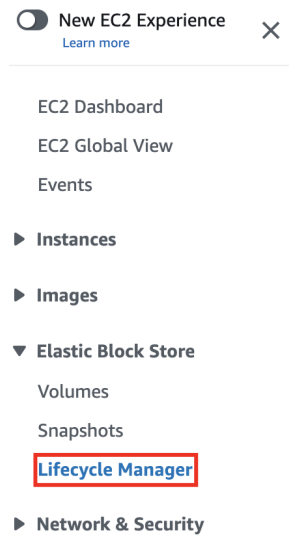 New EC2 Experience
Learn more
EC2 Dashboard
EC2 Global View
Events
Instances
Images
Elastic Block Store
Volumes
Snapshots
Lifecycle Manager
Network & Security